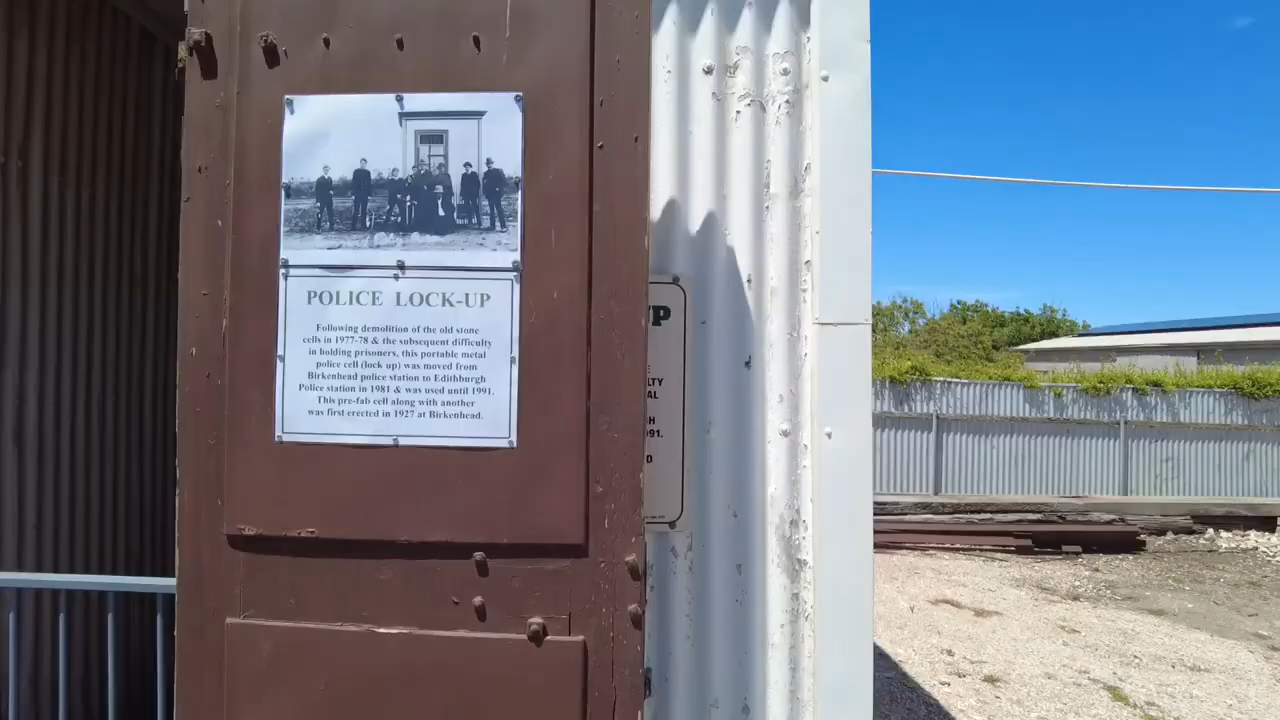 POLICE LOCK-UP
Following demolition of the old stone
cells in 1977-78 & the subsequent difficulty
in holding prisoners, this portable metal
police cell (lock up) was moved from
Birkenhead police station to Edithburgh
Police station in 1981 & was used until 1991.
This pre-fab cell along with another
was first erected in 1927 at Birkenhead.